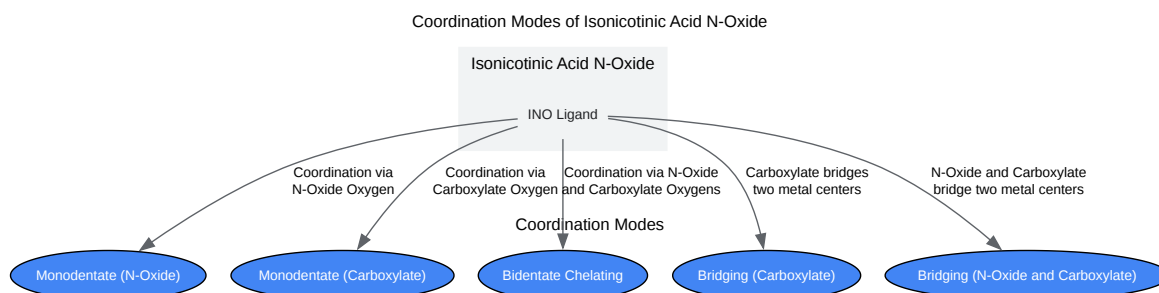 Coordination Modes of Isonicotinic Acid N-Oxide
Isonicotinic Acid N-Oxide
INO Ligand
Coordination via
N-Oxide Oxygen
Coordination via
Carboxylate Oxygen
Coordination via N-Oxide
and Carboxylate Oxygens
Carboxylate bridges
two metal centers
N-Oxide and Carboxylate
bridge two metal centers
Coordination Modes
Monodentate (N-Oxide)
Monodentate (Carboxylate)
Bidentate Chelating
Bridging (Carboxylate)
Bridging (N-Oxide and Carboxylate)